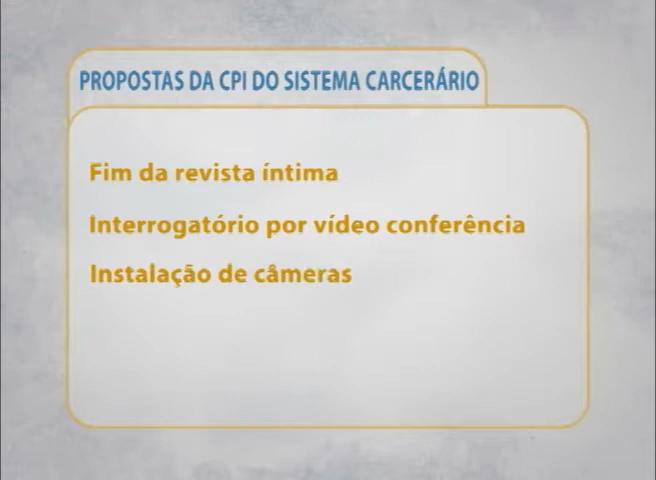 PROPOSTAS DA CPI DO SISTEMA CARCERÁRIO
Fim da revista íntima
Interrogatório por vídeo conferência
Instalação de câmeras